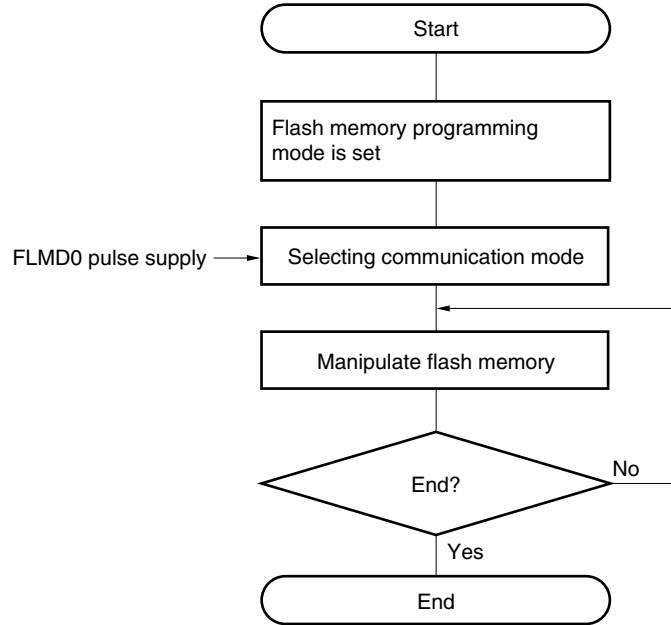 Start
Flash memory programming
mode is set
FLMD0 pulse supply
Selecting communication mode
Manipulate flash memory
End?
No
Yes
End